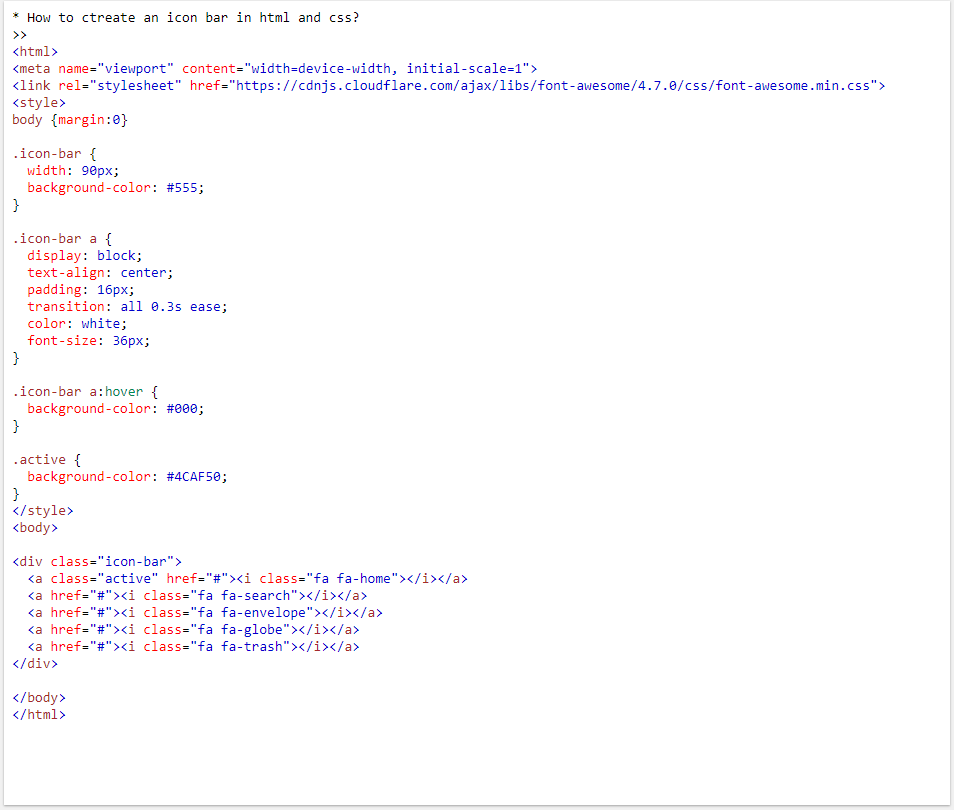 * How to ctreate an icon bar in html and css?
>>
<html>
<meta name="viewport" content="width=device-width, initial-scale=1">
<link rel="stylesheet" href="https://cdnjs.cloudflare.com/ajax/libs/font-awesome/4.7.0/css/font-awesome.min.css">
<style>
body {margin:0}

.icon-bar {
  width: 90px;
  background-color: #555;
}

.icon-bar a {
  display: block;
  text-align: center;
  padding: 16px;
  transition: all 0.3s ease;
  color: white;
  font-size: 36px;
}

.icon-bar a:hover {
  background-color: #000;
}

.active {
  background-color: #4CAF50;
}
</style>
<body>

<div class="icon-bar">
  <a class="active" href="#"><i class="fa fa-home"></i></a>
  <a href="#"><i class="fa fa-search"></i></a>
  <a href="#"><i class="fa fa-envelope"></i></a>
  <a href="#"><i class="fa fa-globe"></i></a>
  <a href="#"><i class="fa fa-trash"></i></a>
</div>

</body>
</html>